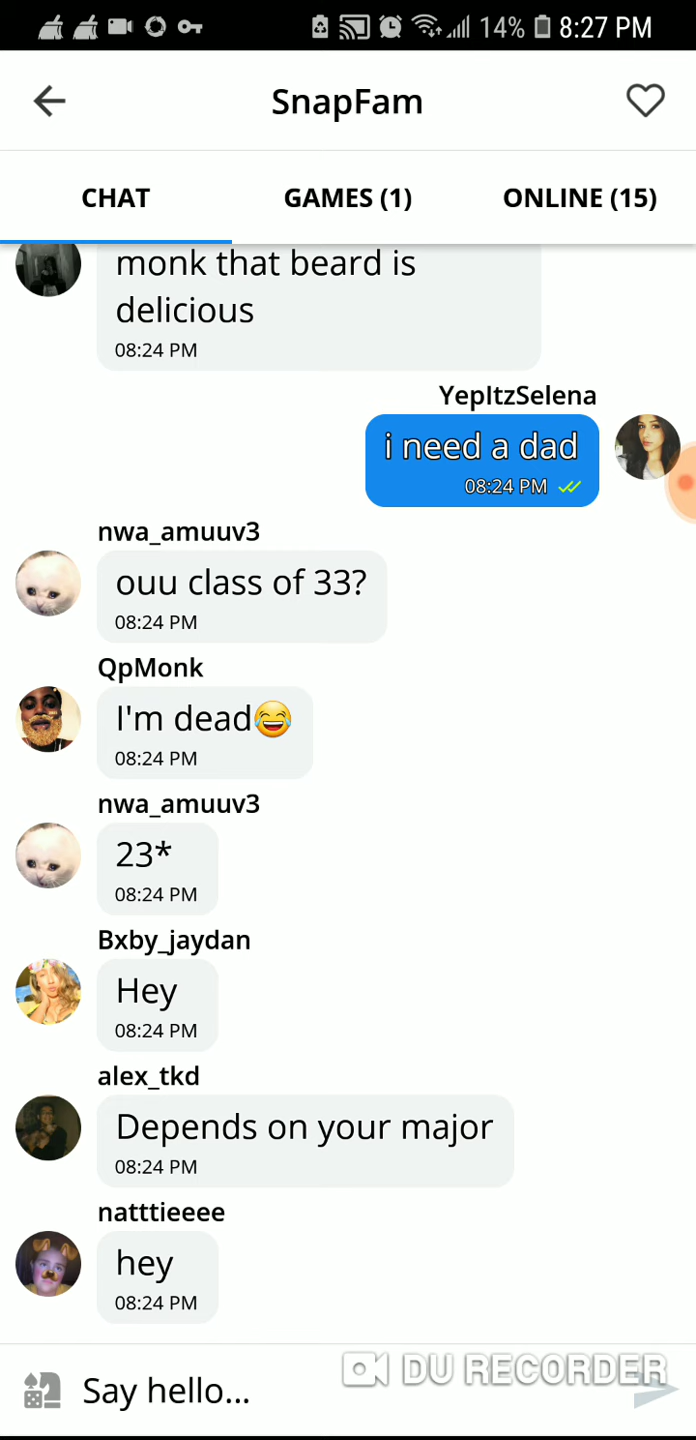 14% 8:27 PM
SnapFam
CHAT GAMES (1) ONLINE (15)
monk that beard is
delicious
08:24 PM
YepItzSelena
i need a dad
08:24 PM
nwa_amuuv3
ouu class of 33?
08:24 PM
QpMonk
I'm dead😂
08:24 PM
nwa_amuuv3
23*
08:24 PM
Bxby_jaydan
Hey
08:24 PM
alex_tkd
Depends on your major
08:24 PM
natttieeee
hey
08:24 PM
DU RECORDER
Say hello...